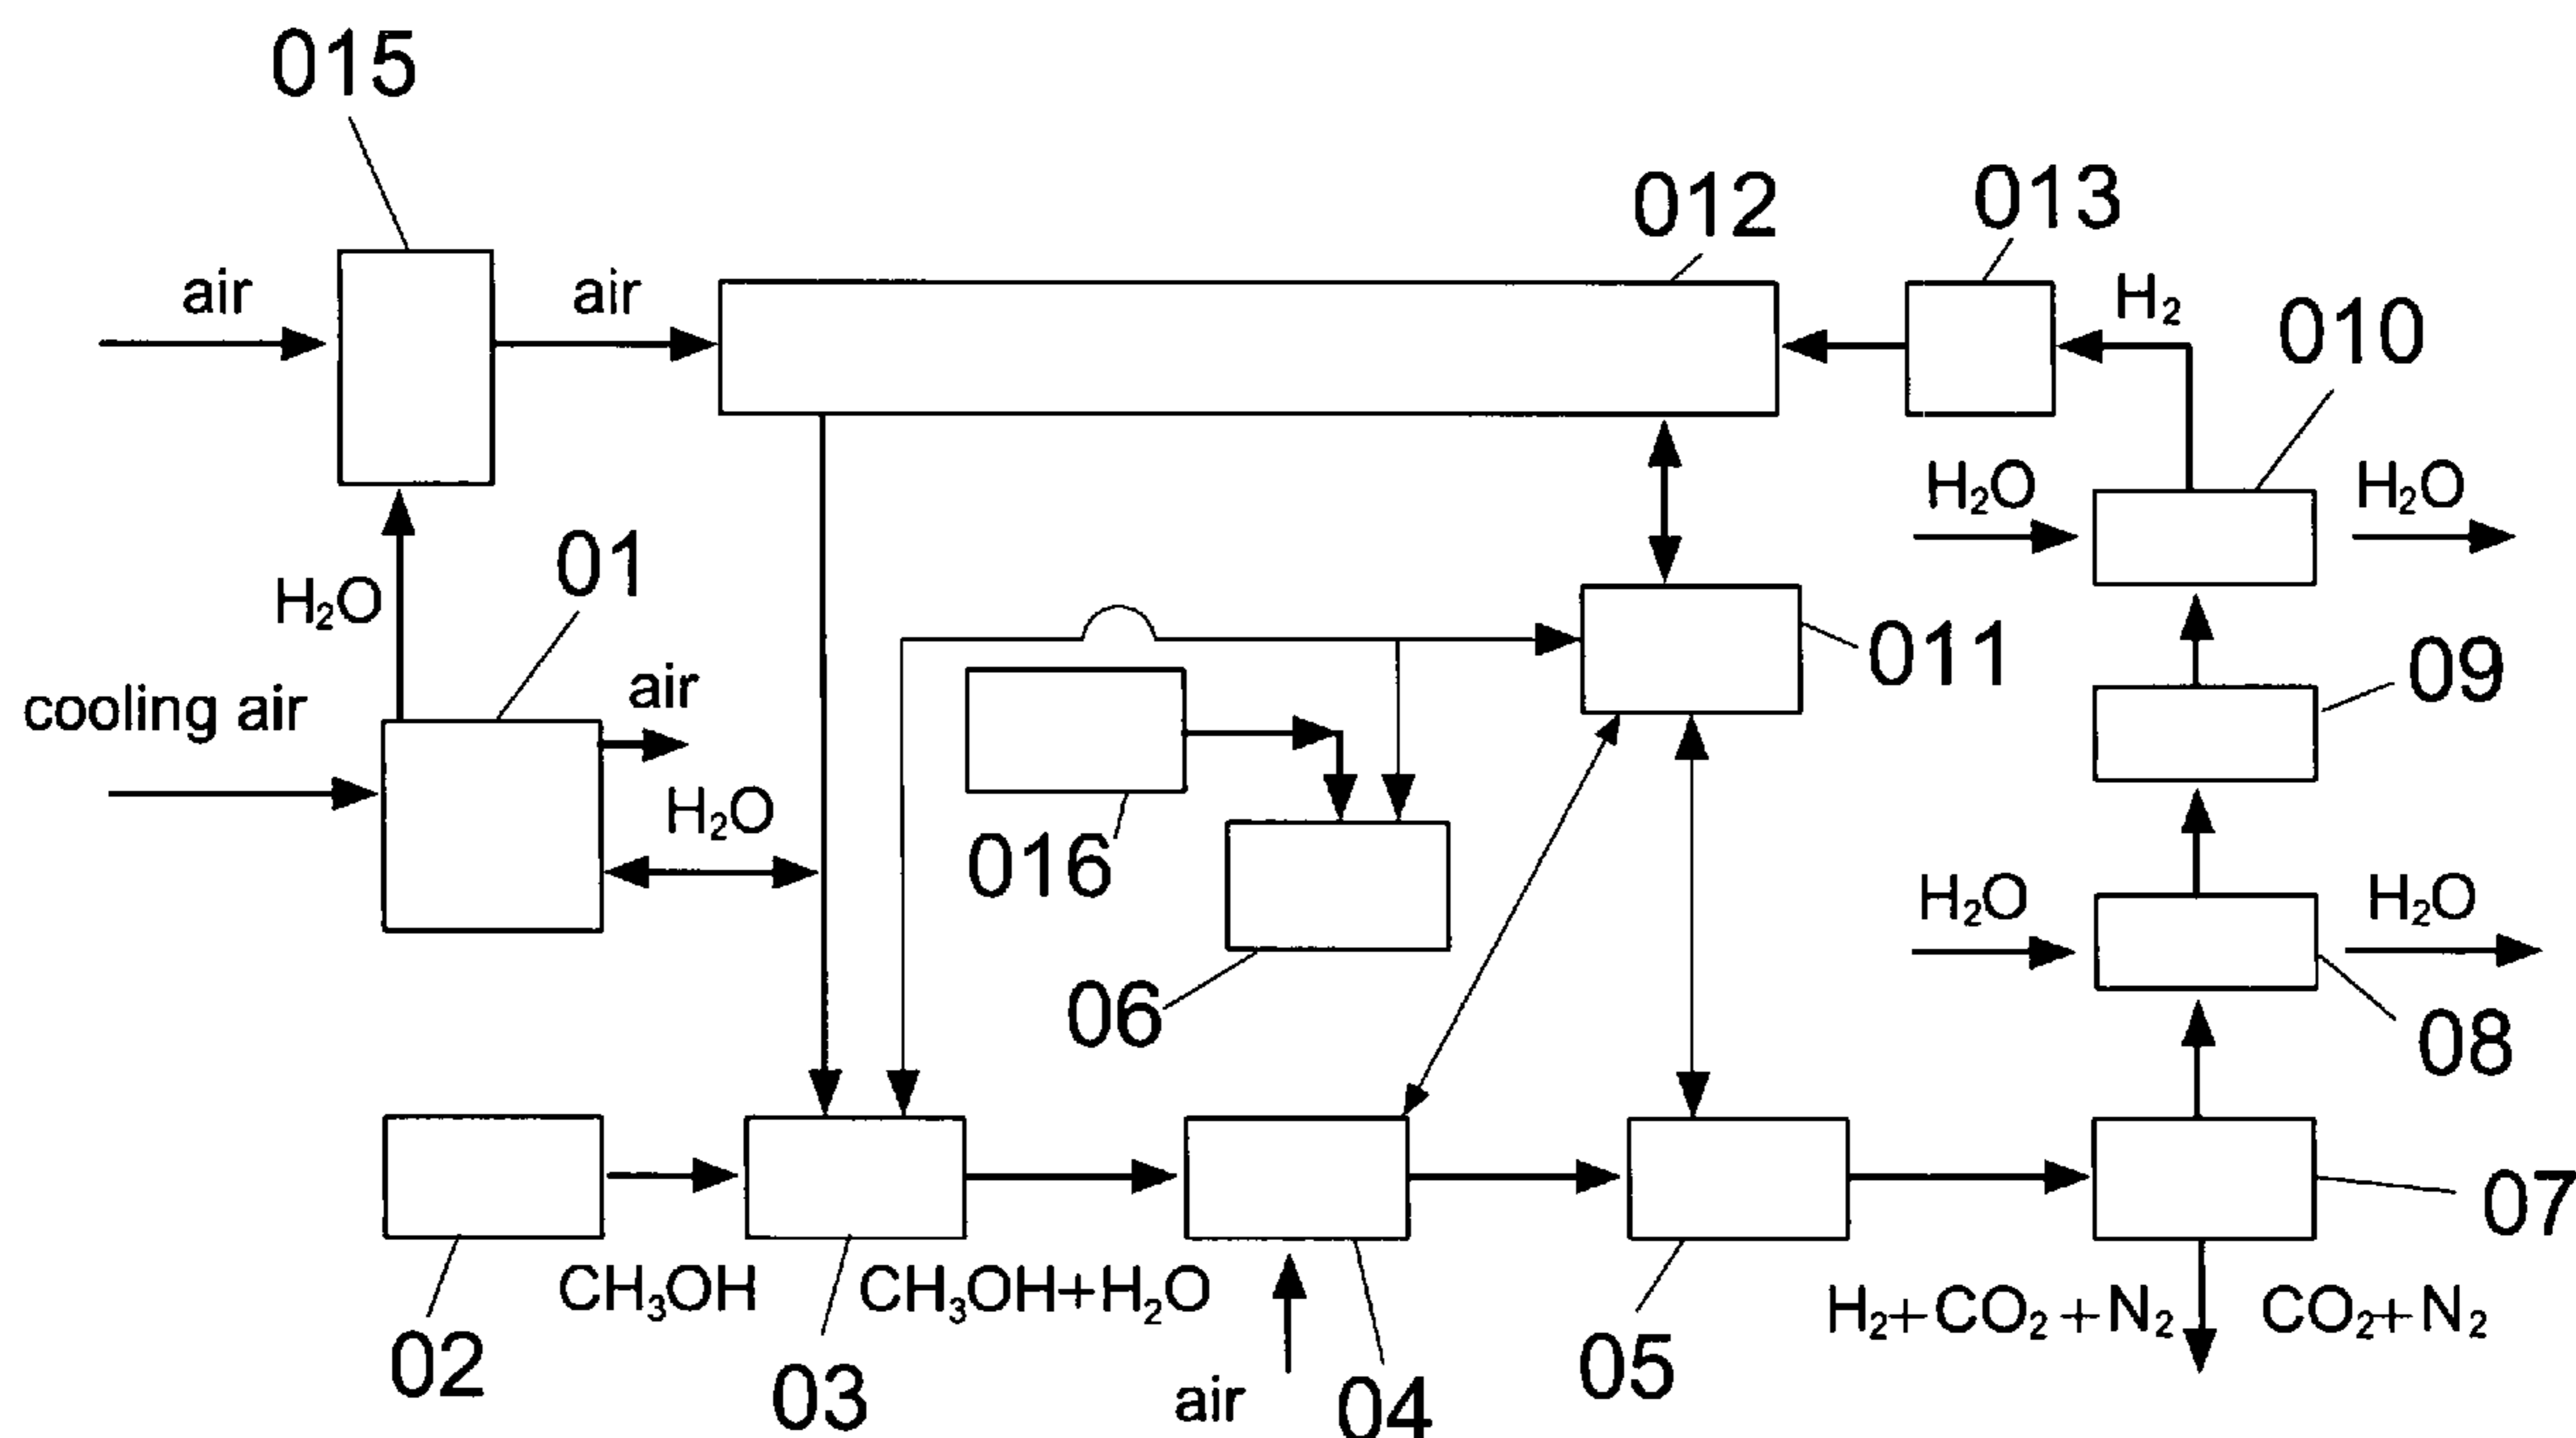 015
012
013
air
air
H₂
010
H₂O
H₂O
01
H₂O
011
09
cooling air
air
H₂O
016
H₂O
H₂O
06
08
07
CH₃OH
CH₃OH+H₂O
H₂+CO₂+N₂
CO₂+N₂
02
03
air
04
05